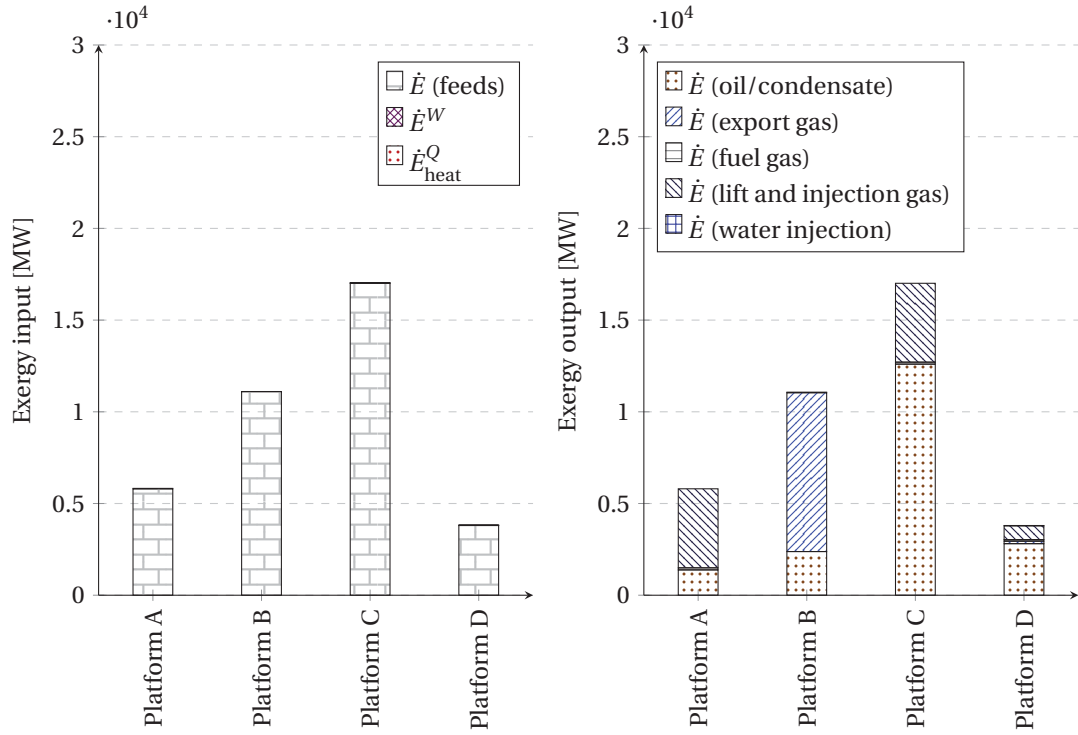 ·10⁴
3
2.5
2
1.5
1
0.5
0
Exergy input [MW]
Ė (feeds)
Ė^W
Ė^Q_heat
Platform A
Platform B
Platform C
Platform D
·10⁴
3
2.5
2
1.5
1
0.5
0
Exergy output [MW]
Ė (oil/condensate)
Ė (export gas)
Ė (fuel gas)
Ė (lift and injection gas)
Ė (water injection)
Platform A
Platform B
Platform C
Platform D